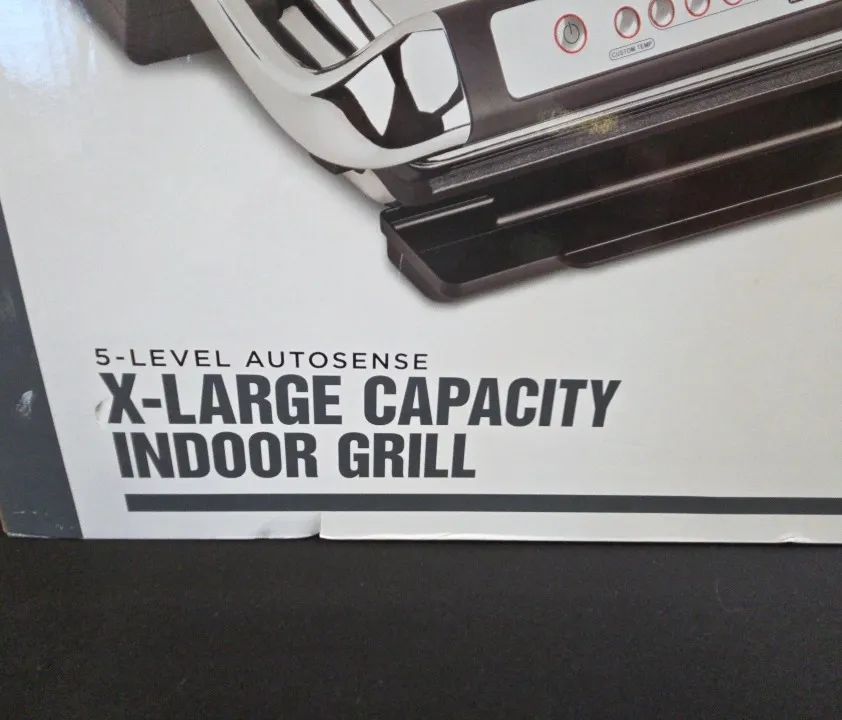 CUSTOM TEMP
5-LEVEL AUTOSENSE
X-LARGE CAPACITY
INDOOR GRILL